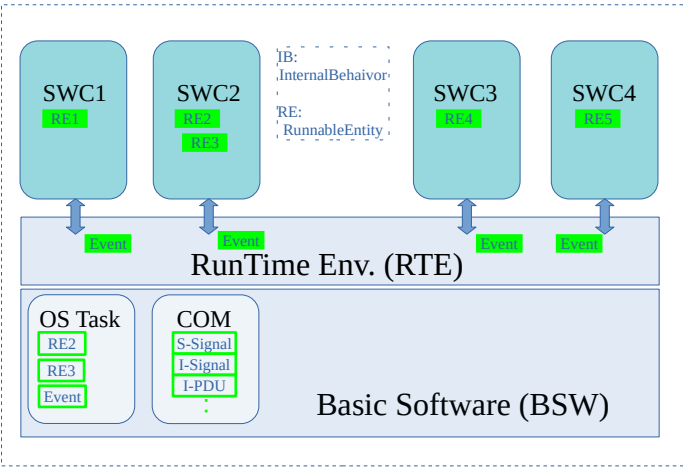 SWC1
RE1
SWC2
RE2
RE3
IB:
InternalBehaivor
RE:
RunnableEntity
SWC3
RE4
SWC4
RE5
Event
Event
Event
Event
RunTime Env. (RTE)
OS Task
RE2
RE3
Event
COM
S-Signal
I-Signal
I-PDU
Basic Software (BSW)